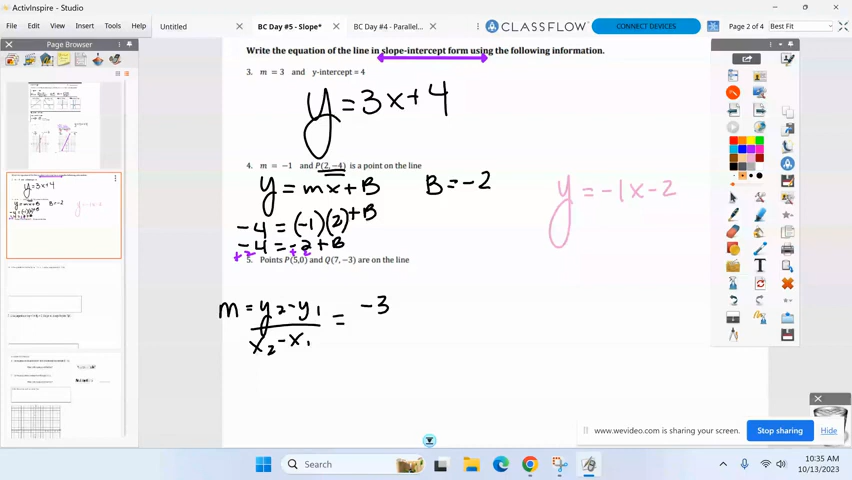 ActivInspire - Studio
File Edit View Insert Tools Help
Untitled
BC Day #5 - Slope*
BC Day #4 - Parallel...
CLASSFLOW
CONNECT DEVICES
Page 2 of 4
Best Fit
Page Browser
Write the equation of the line in slope-intercept form using the following information.
3. m = 3 and y-intercept = 4
y = 3x + 4
4. m = −1 and P(2, −4) is a point on the line
y = mx + B
B = -2
y = -1x - 2
-4 = (-1)(2) + B
-4 = -2 + B
+2 +2
5. Points P(5,0) and Q(7, −3) are on the line
m = y2 - y1 = -3
x2 - x1
www.wevideo.com is sharing your screen.
Stop sharing
Hide
Search
10:35 AM
10/13/2023